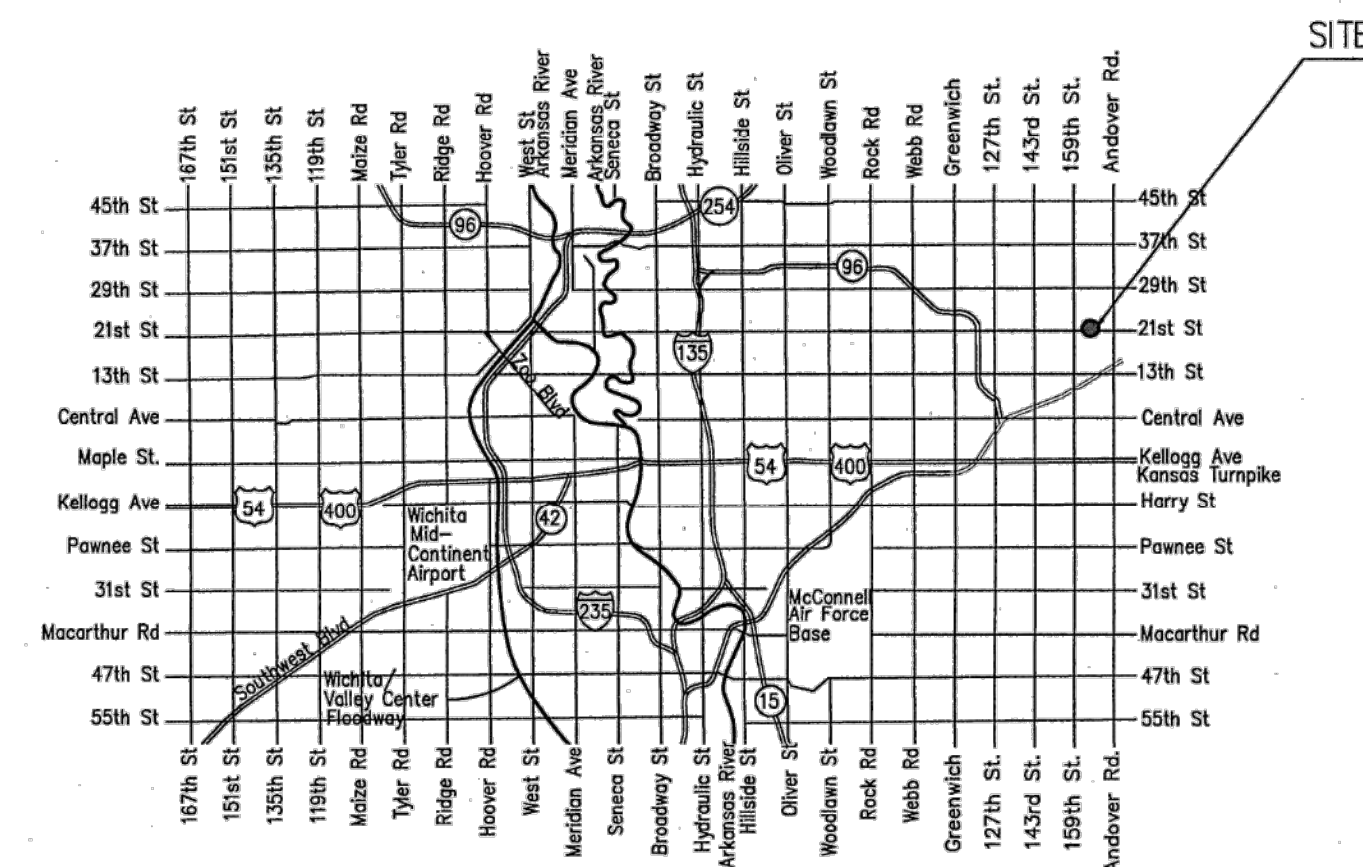 SITE
167th St
151st St
135th St
119th St
Maize Rd
Tyler Rd
Ridge Rd
Hoover Rd
West St
Arkansas River
Meridian Ave
Arkansas River
Seneca St
Broadway St
Hydraulic St
Hillside St
Oliver St
Woodlawn St
Rock Rd
Webb Rd
Greenwich
127th St.
143rd St.
159th St.
Andover Rd.
45th St
37th St
29th St
21st St
13th St
Central Ave
Maple St.
Kellogg Ave
Pawnee St
31st St
Macarthur Rd
47th St
55th St
96
254
96
135
Zoo Blvd
54
400
54
400
42
Wichita
Mid-
Continent
Airport
235
McConnell
Air Force
Base
Southwest Blvd
Wichita/
Valley Center
Floodway
15
45th St
37th St
29th St
21st St
13th St
Central Ave
Kellogg Ave
Kansas Turnpike
Harry St
Pawnee St
31st St
Macarthur Rd
47th St
55th St
167th St
151st St
135th St
119th St
Maize Rd
Tyler Rd
Ridge Rd
Hoover Rd
West St
Meridian Ave
Seneca St
Broadway St
Hydraulic St
Arkansas River
Hillside St
Oliver St
Woodlawn St
Rock Rd
Webb Rd
Greenwich
127th St.
143rd St.
159th St.
Andover Rd.